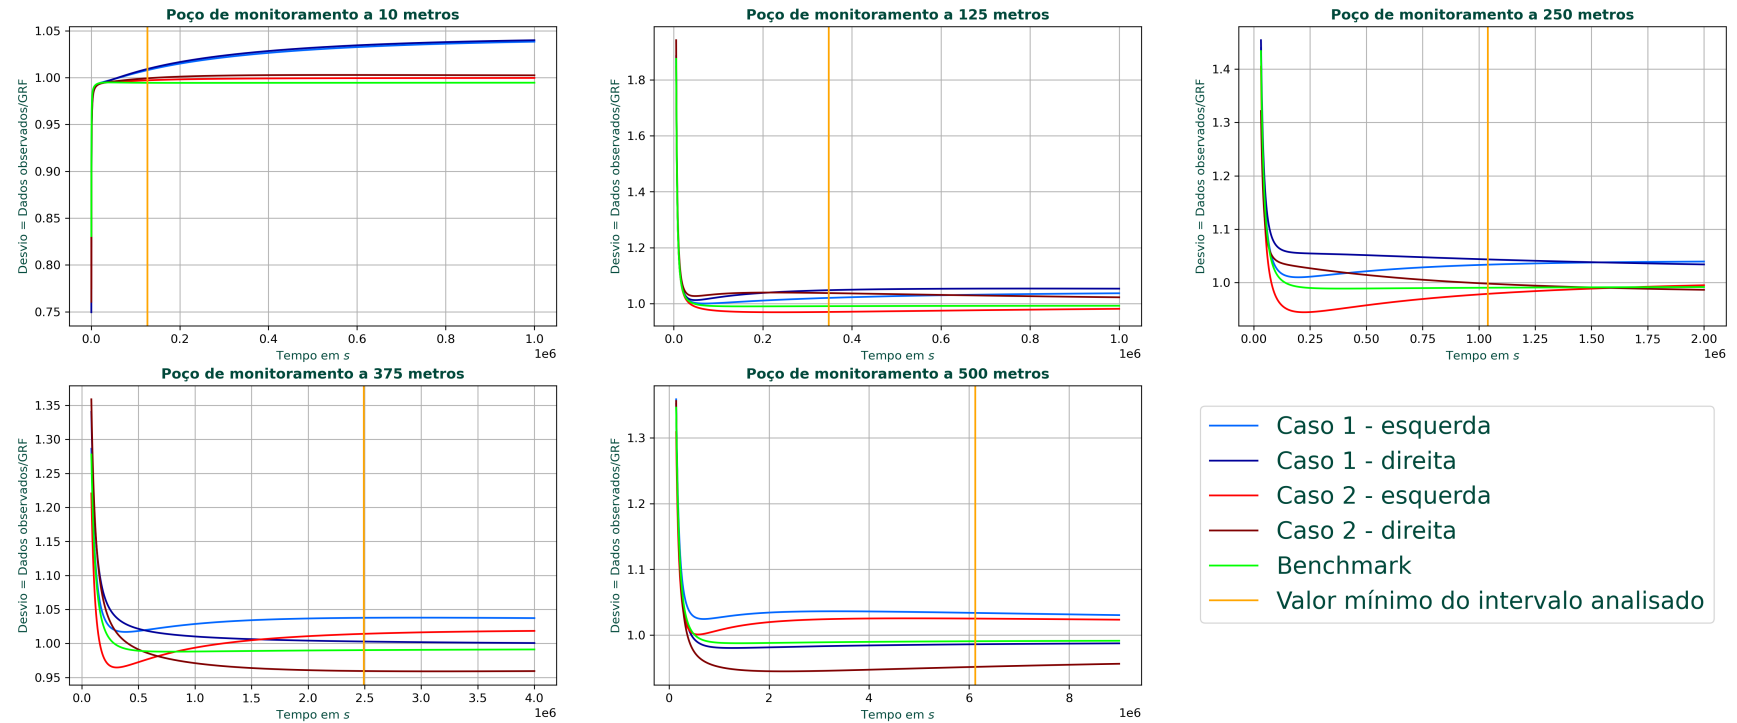 Poço de monitoramento a 10 metros
Desvio = Dados observados/GRF
1.05
1.00
0.95
0.90
0.85
0.80
0.75
0.0 0.2 0.4 0.6 0.8 1.0
Tempo em s
1e6
Poço de monitoramento a 125 metros
Desvio = Dados observados/GRF
1.8
1.6
1.4
1.2
1.0
0.0 0.2 0.4 0.6 0.8 1.0
Tempo em s
1e6
Poço de monitoramento a 250 metros
Desvio = Dados observados/GRF
1.4
1.3
1.2
1.1
1.0
0.00 0.25 0.50 0.75 1.00 1.25 1.50 1.75 2.00
Tempo em s
1e6
Poço de monitoramento a 375 metros
Desvio = Dados observados/GRF
1.35
1.30
1.25
1.20
1.15
1.10
1.05
1.00
0.95
0.0 0.5 1.0 1.5 2.0 2.5 3.0 3.5 4.0
Tempo em s
1e6
Poço de monitoramento a 500 metros
Desvio = Dados observados/GRF
1.3
1.2
1.1
1.0
0 2 4 6 8
Tempo em s
1e6
Caso 1 - esquerda
Caso 1 - direita
Caso 2 - esquerda
Caso 2 - direita
Benchmark
Valor mínimo do intervalo analisado